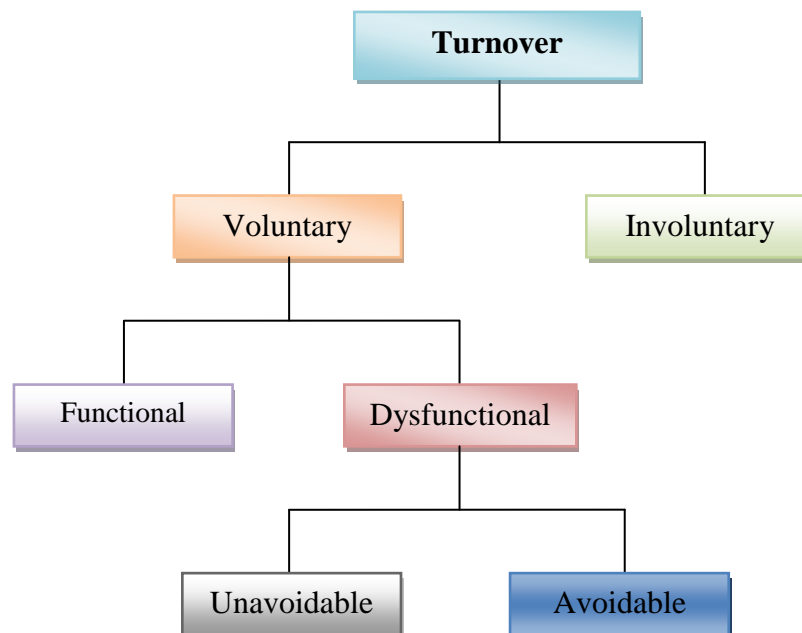 Turnover
Voluntary
Involuntary
Functional
Dysfunctional
Unavoidable
Avoidable